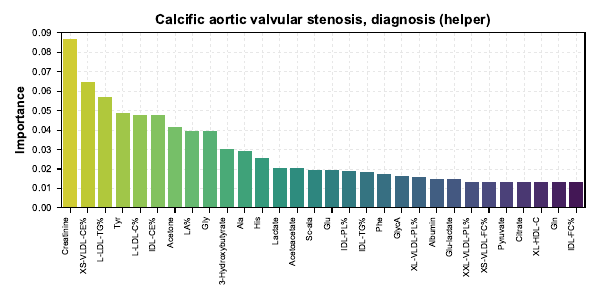 Calcific aortic valvular stenosis, diagnosis (helper)
Importance
0.09
0.08
0.07
0.06
0.05
0.04
0.03
0.02
0.01
0.00
Creatinine
XS-VLDL-CE%
L-LDL-TG%
Tyr
L-LDL-C%
IDL-CE%
Acetone
LA%
Gly
3-Hydroxybutyrate
Ala
His
Lactate
Acetoacetate
Sc-ala
Glu
IDL-PL%
IDL-TG%
Phe
GlycA
XL-VLDL-PL%
Albumin
Glu-lactate
XXL-VLDL-PL%
XS-VLDL-FC%
Pyruvate
Citrate
XL-HDL-C
Gln
IDL-FC%